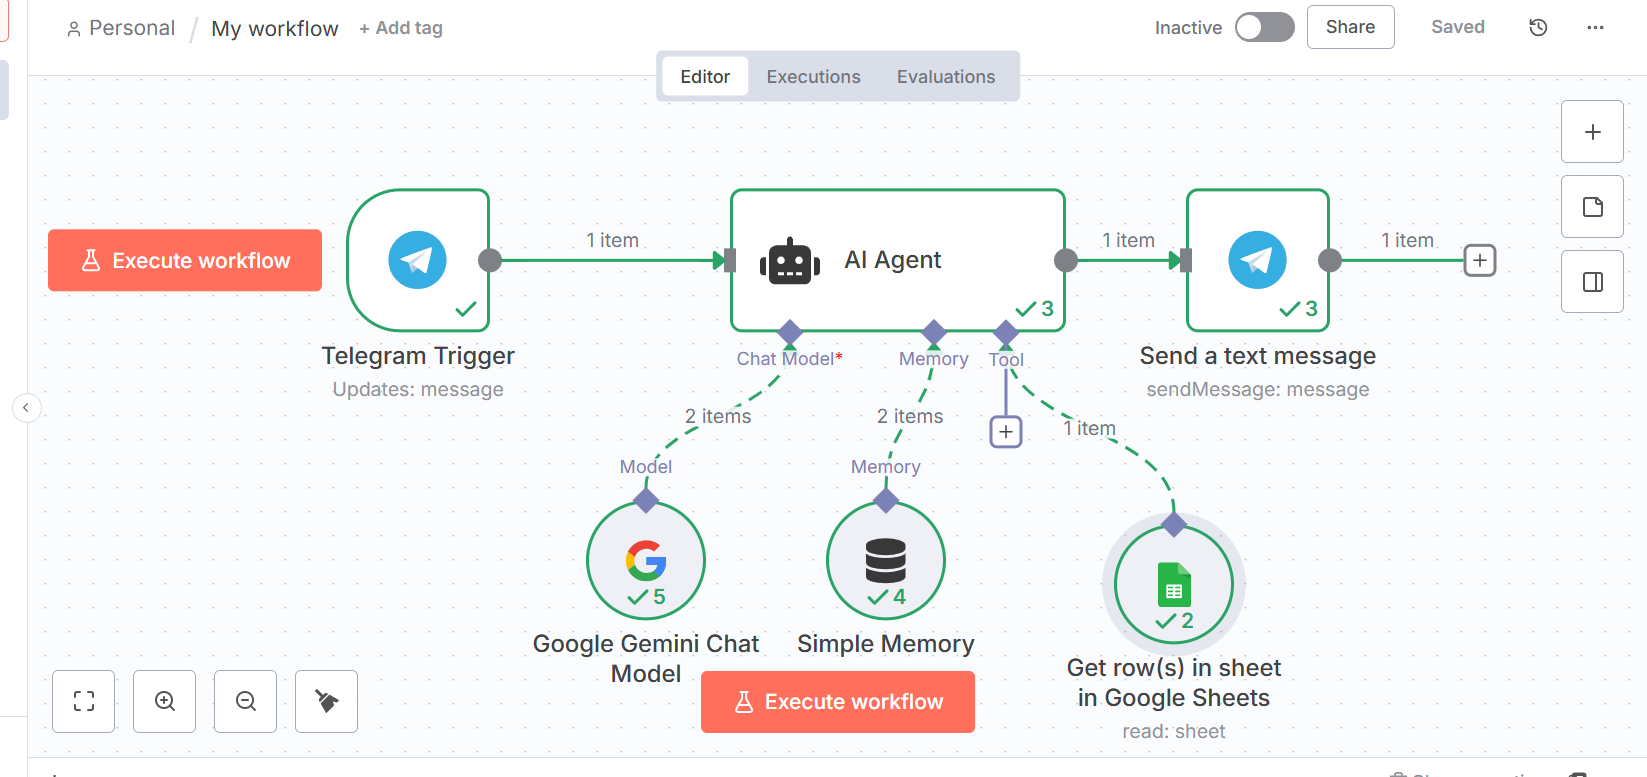 Personal / My workflow + Add tag
Inactive
Share
Saved
Editor
Executions
Evaluations
Execute workflow
1 item
AI Agent
3
1 item
3
1 item
Telegram Trigger
Updates: message
Chat Model*
Memory
Tool
Send a text message
sendMessage: message
2 items
2 items
1 item
Model
Memory
5
4
2
Google Gemini Chat
Model
Simple Memory
Get row(s) in sheet
in Google Sheets
read: sheet
Execute workflow